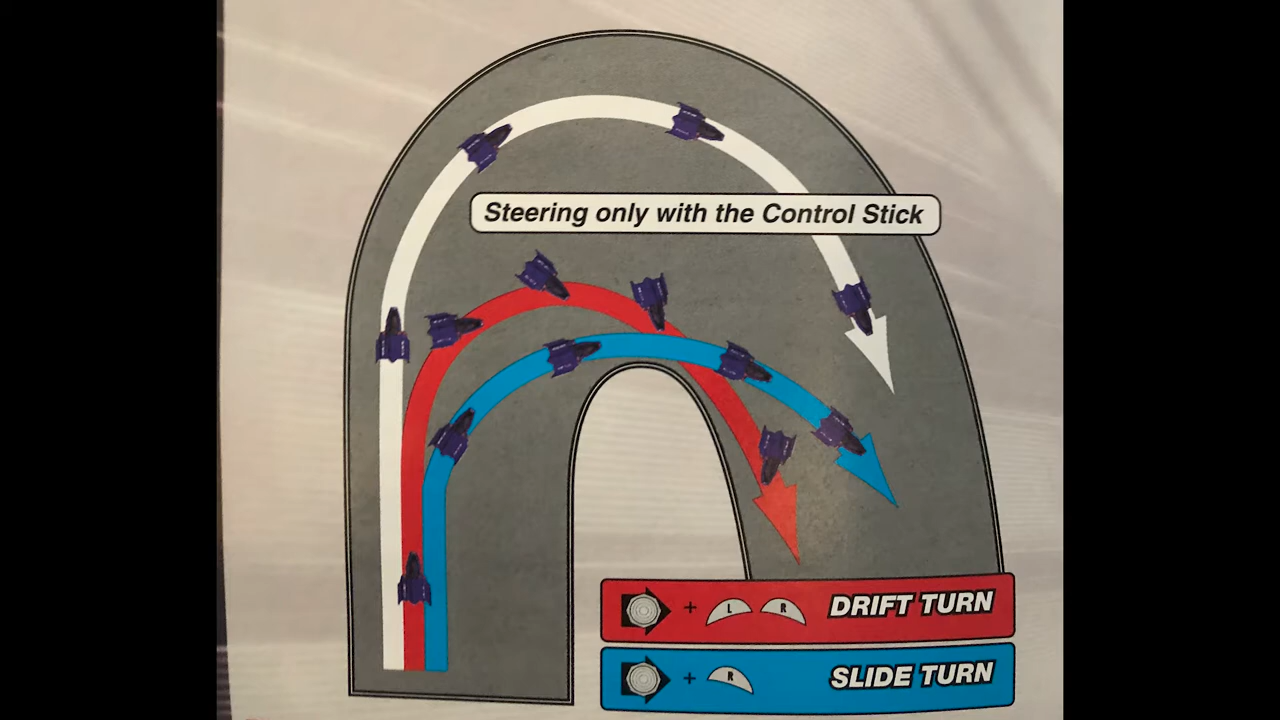 Steering only with the Control Stick
+ L R DRIFT TURN
+ R SLIDE TURN